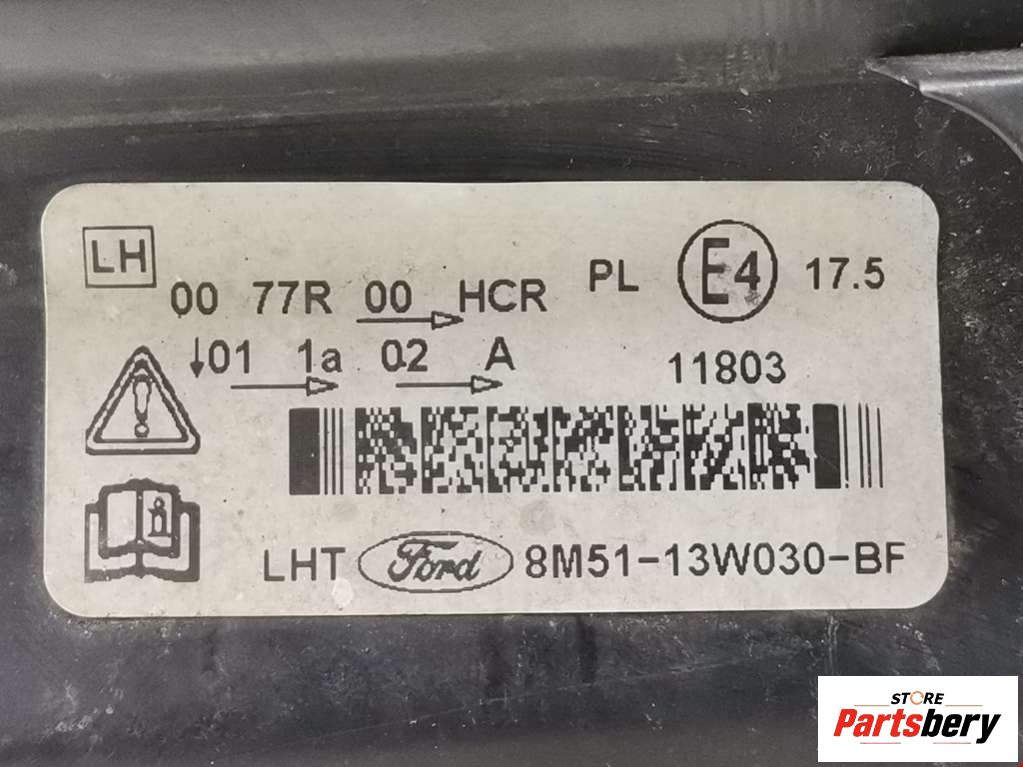 LH
00 77R 00 HCR PL E4 17.5
↓01 1a 02 A 11803
LHT Ford 8M51-13W030-BF
STORE
Partsbery